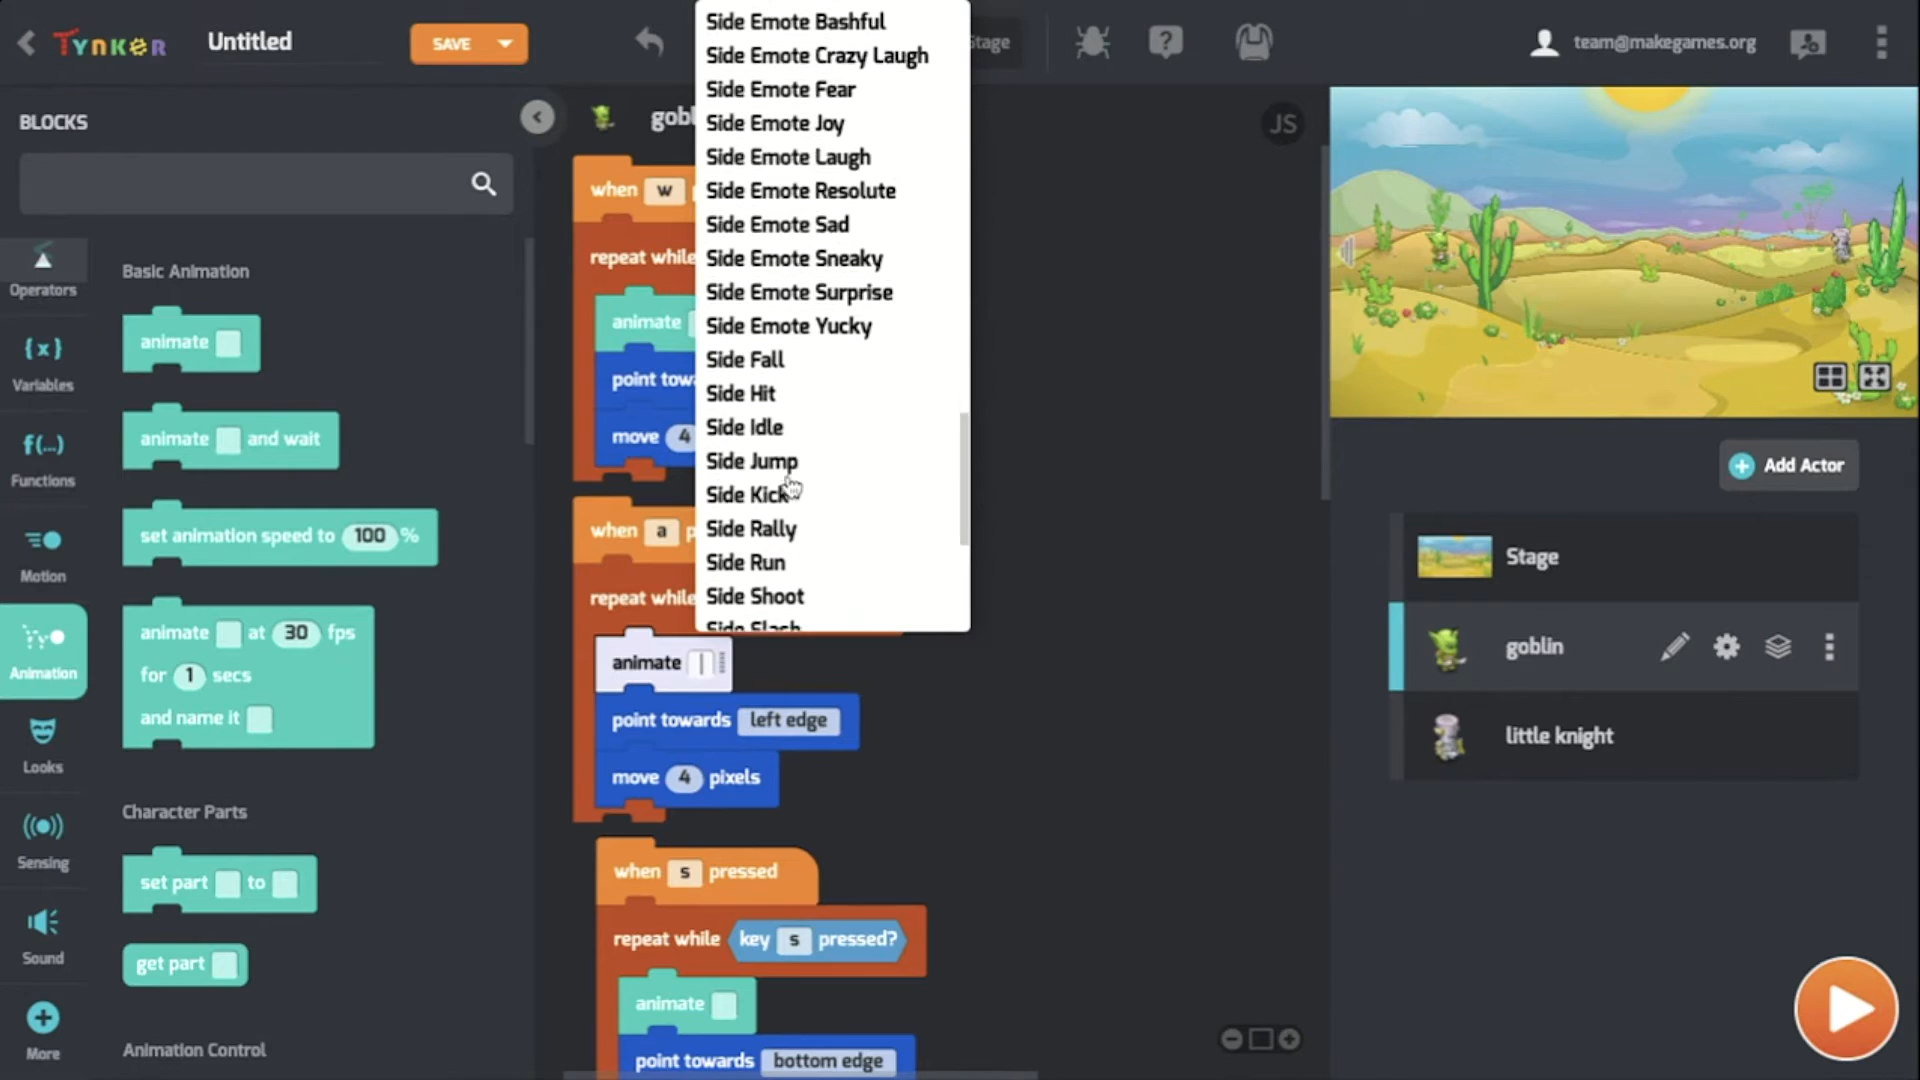 TYNKER
Untitled
SAVE
Stage
?
team@makegames.org
BLOCKS
Operators
{x}
Variables
f(...)
Functions
Motion
Animation
Looks
Sensing
Sound
More
Basic Animation
animate
animate and wait
set animation speed to 100 %
animate at 30 fps
for 1 secs
and name it
Character Parts
set part to
get part
Animation Control
JS
when w
repeat while
animate
move 4
when a p
repeat while
animate
point towards left edge
move 4 pixels
when s pressed
repeat while key s pressed?
animate
point towards bottom edge
Side Emote Bashful
Side Emote Crazy Laugh
Side Emote Fear
Side Emote Joy
Side Emote Laugh
Side Emote Resolute
Side Emote Sad
Side Emote Sneaky
Side Emote Surprise
Side Emote Yucky
Side Fall
Side Hit
Side Idle
Side Jump
Side Kick
Side Rally
Side Run
Side Shoot
Side Slash
Add Actor
Stage
goblin
little knight